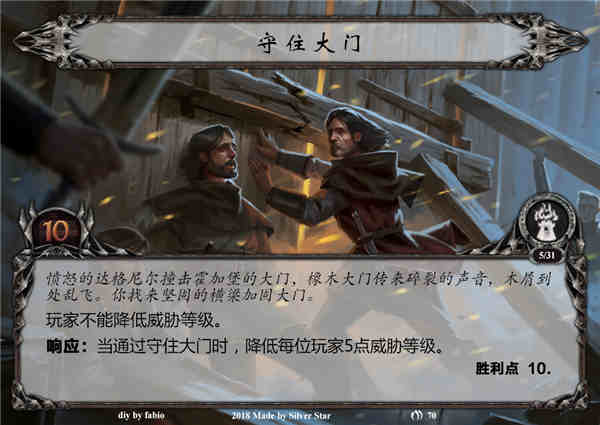 守住大门
10
5/31
愤怒的达格尼尔撞击霍加堡的大门，橡木大门传来碎裂的声音，木屑到
处乱飞。你找来坚固的横梁加固大门。
玩家不能降低威胁等级。
响应：当通过守住大门时，降低每位玩家5点威胁等级。
胜利点 10.
diy by fabio 2018 Made by Silver Star 70